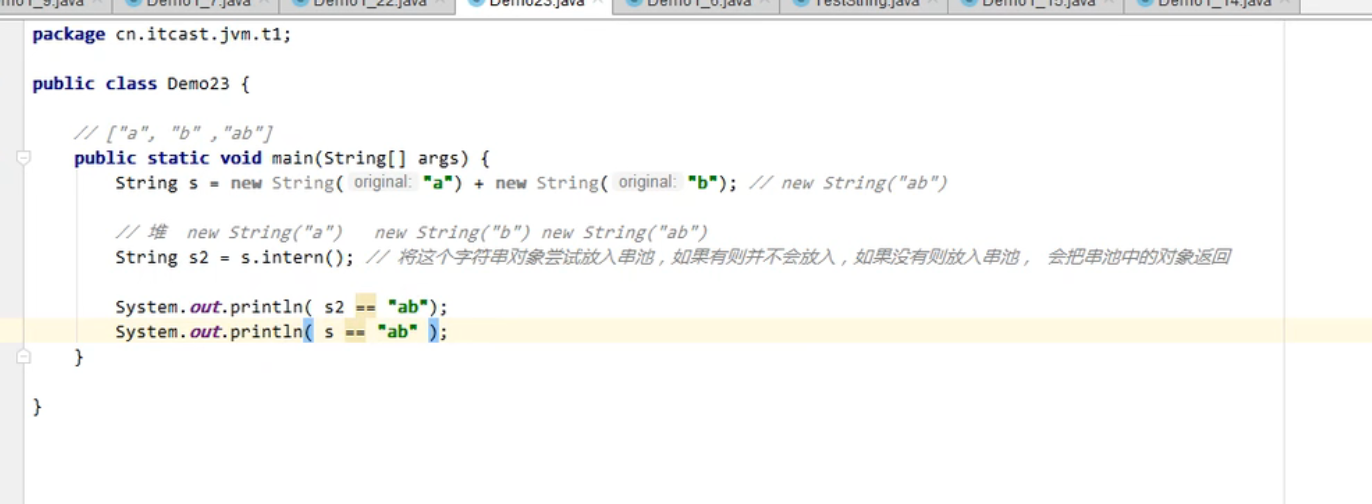 Demo1_9.java Demo1_7.java Demo1_22.java Demo23.java Demo1_6.java TestString.java Demo1_15.java Demo1_14.java
package cn.itcast.jvm.t1;
public class Demo23 {
// ["a", "b" ,"ab"]
public static void main(String[] args) {
String s = new String( original: "a") + new String( original: "b"); // new String("ab")
// 堆 new String("a") new String("b") new String("ab")
String s2 = s.intern(); // 将这个字符串对象尝试放入串池，如果有则并不会放入，如果没有则放入串池， 会把串池中的对象返回
System.out.println( s2 == "ab");
System.out.println( s == "ab" );
}
}